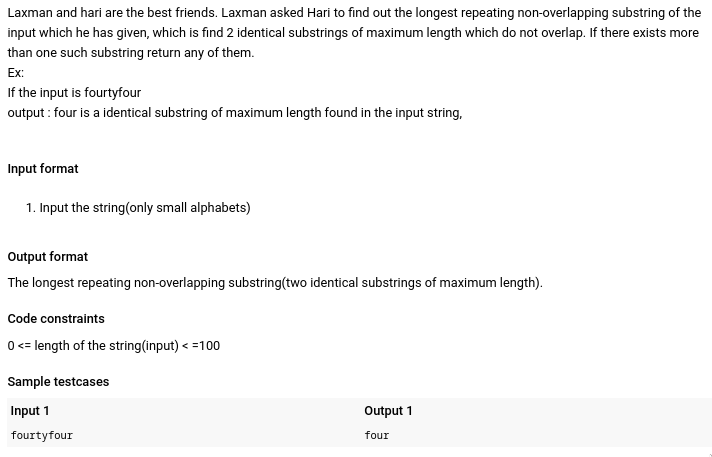 Laxman and hari are the best friends. Laxman asked Hari to find out the longest repeating non-overlapping substring of the
input which he has given, which is find 2 identical substrings of maximum length which do not overlap. If there exists more
than one such substring return any of them.
Ex:
If the input is fourtyfour
output : four is a identical substring of maximum length found in the input string,
Input format
1. Input the string(only small alphabets)
Output format
The longest repeating non-overlapping substring(two identical substrings of maximum length).
Code constraints
0 <= length of the string(input) < =100
Sample testcases
Input 1 Output 1
fourtyfour four